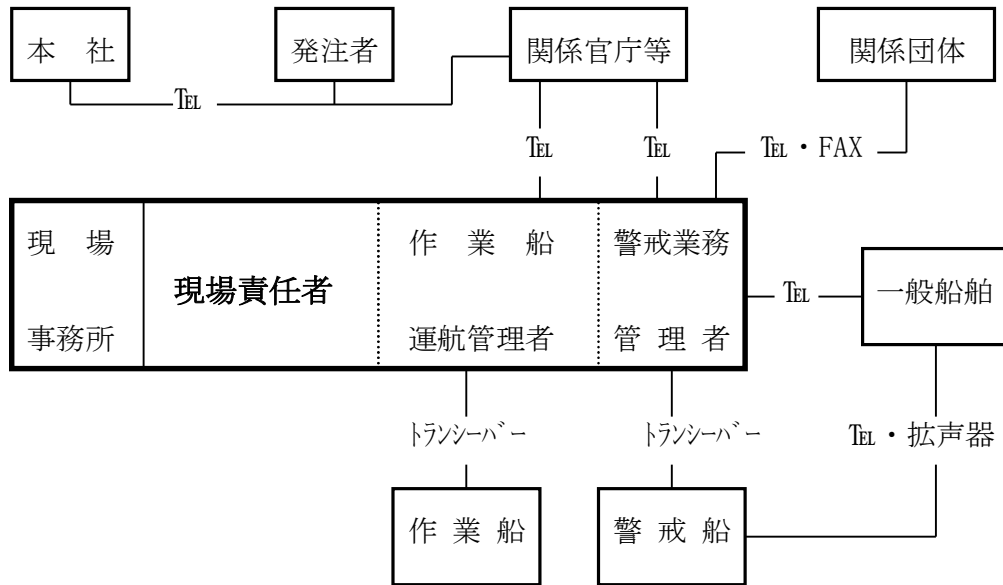 本　社　発注者　関係官庁等　関係団体
℡
℡　℡　℡・FAX
現　場　作　業　船　警戒業務
現場責任者　℡　一般船舶
事務所　運航管理者　管 理 者
トランシーバー　トランシーバー　℡・拡声器
作 業 船　警 戒 船